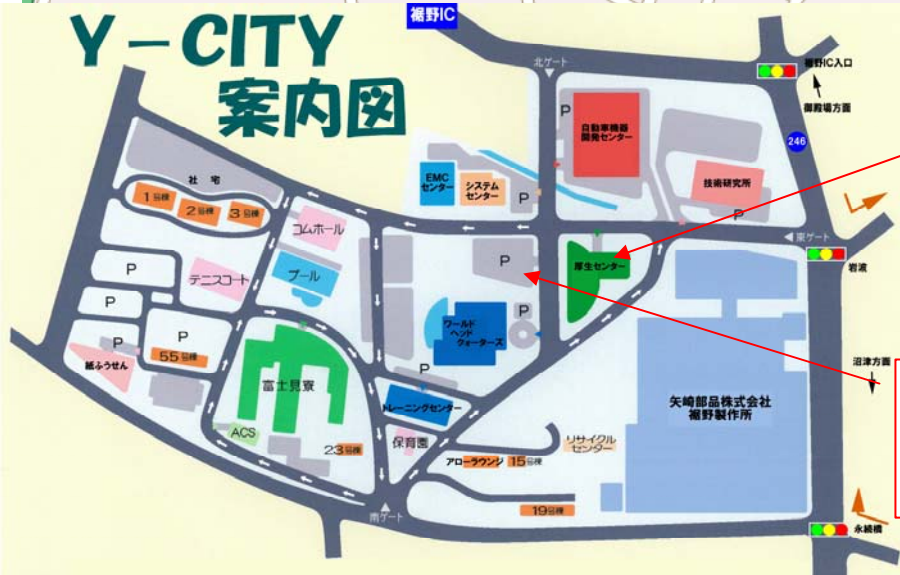 Y－CITY
案内図
裾野IC
北ゲート
裾野IC入口
御殿場方面
246
P
自動車機器
開発センター
技術研究所
P
EMC
センター
システム
センター
P
社 宅
1号棟
2号棟
3号棟
コムホール
プール
テニスコート
P
P
P
P
55号棟
紙ふうせん
P
厚生センター
東ゲート
岩波
ワールド
ヘッド
クォーターズ
P
P
富士見寮
ACS
23号棟
トレーニングセンター
保育園
アローラウンジ
15号棟
リサイクル
センター
19号棟
矢崎部品株式会社
裾野製作所
沼津方面
南ゲート
永続橋